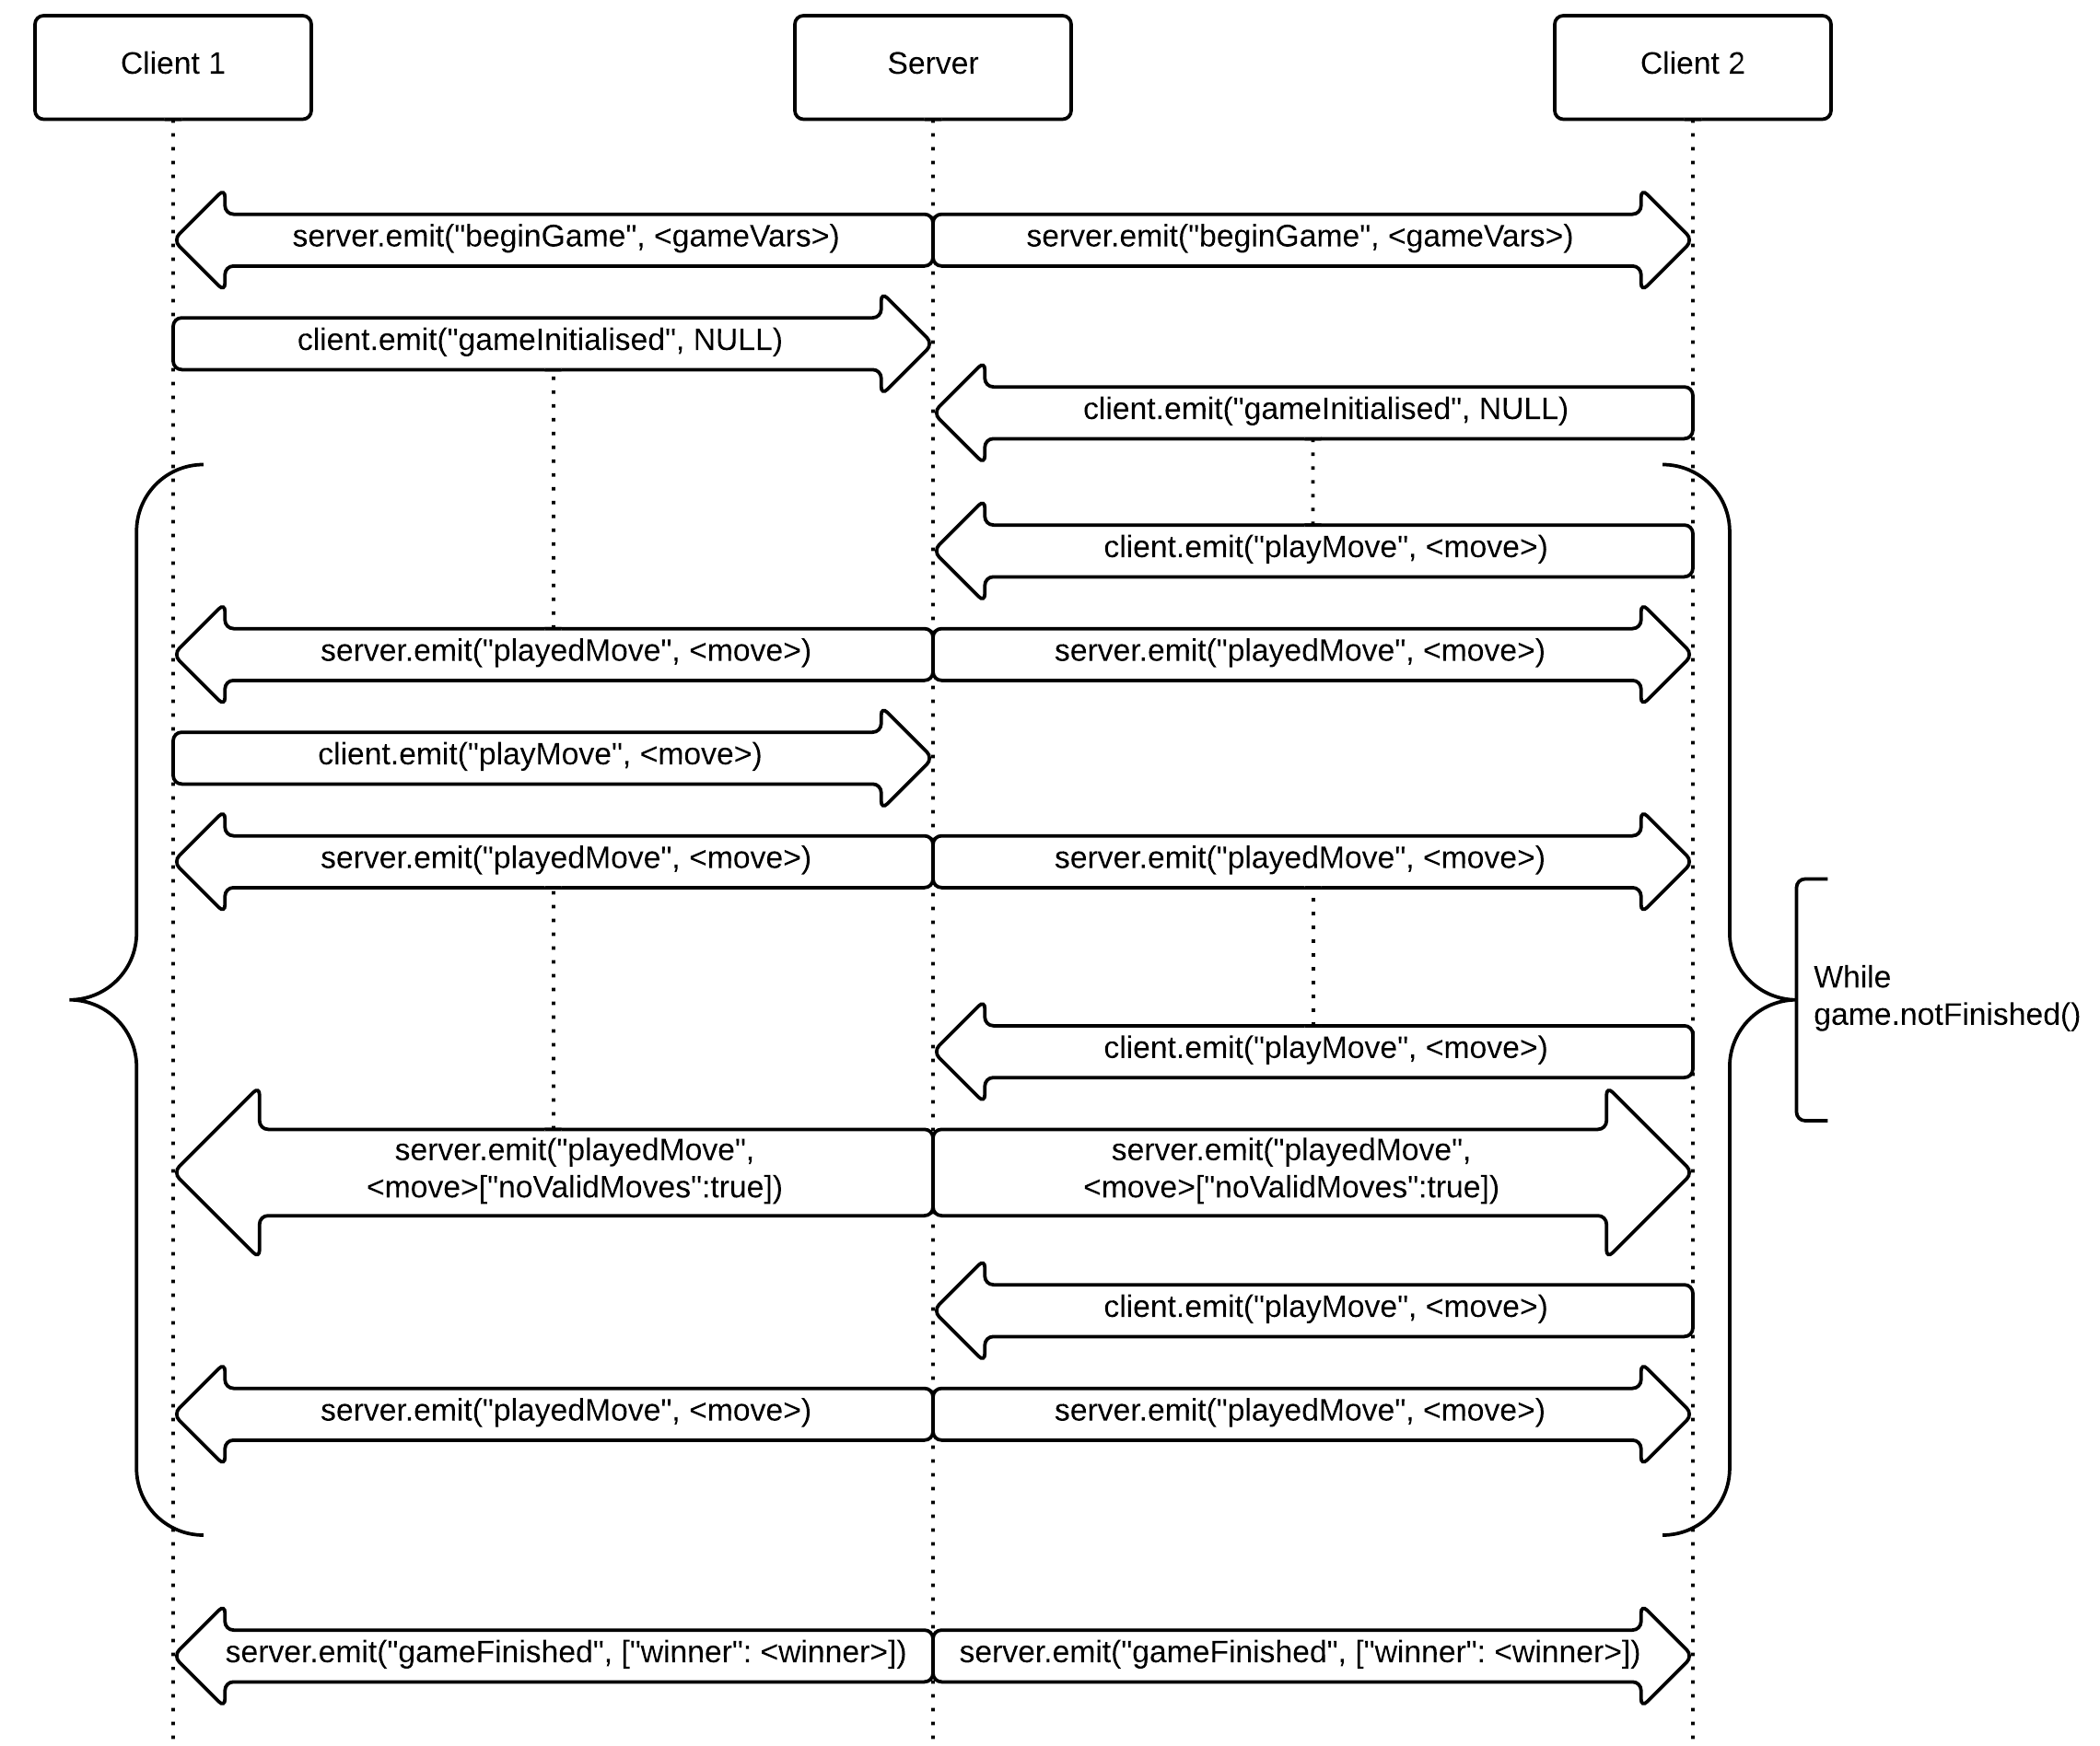 Client 1
Server
Client 2
server.emit("beginGame", <gameVars>)
server.emit("beginGame", <gameVars>)
client.emit("gameInitialised", NULL)
client.emit("gameInitialised", NULL)
client.emit("playMove", <move>)
server.emit("playedMove", <move>)
server.emit("playedMove", <move>)
client.emit("playMove", <move>)
server.emit("playedMove", <move>)
server.emit("playedMove", <move>)
While
game.notFinished()
client.emit("playMove", <move>)
server.emit("playedMove",
<move>["noValidMoves":true])
server.emit("playedMove",
<move>["noValidMoves":true])
client.emit("playMove", <move>)
server.emit("playedMove", <move>)
server.emit("playedMove", <move>)
server.emit("gameFinished", ["winner": <winner>])
server.emit("gameFinished", ["winner": <winner>])